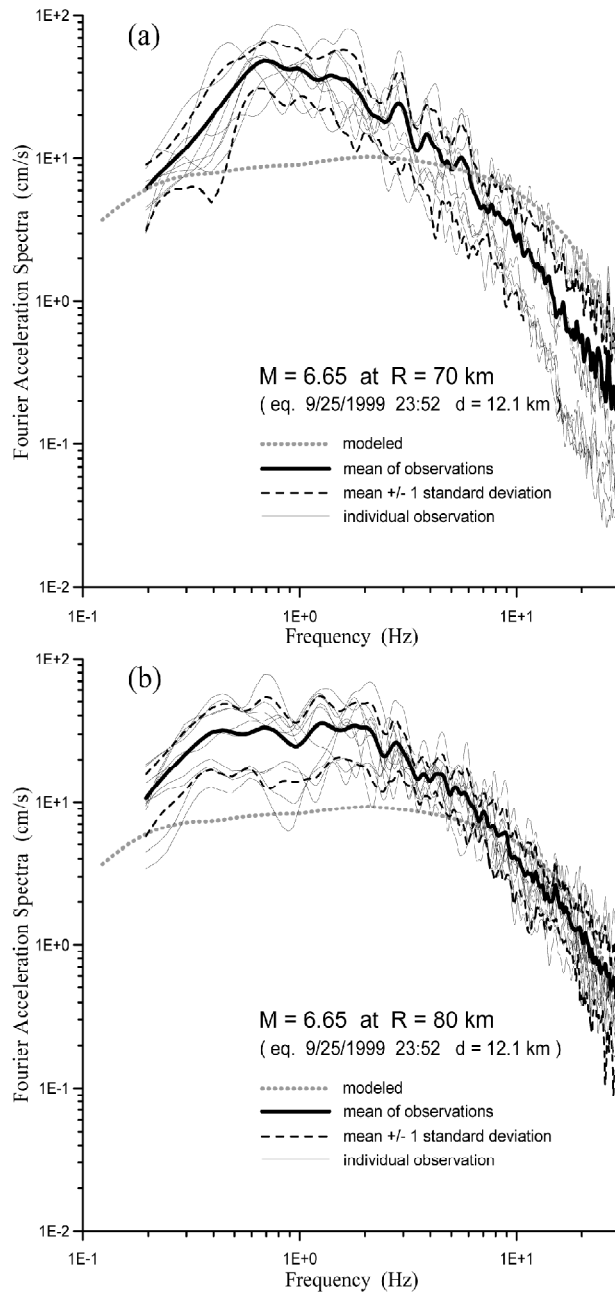 (a)
1E+2
1E+1
1E+0
1E-1
1E-2
Fourier Acceleration Spectra (cm/s)
M = 6.65 at R = 70 km
( eq. 9/25/1999 23:52 d = 12.1 km )
modeled
mean of observations
mean +/- 1 standard deviation
individual observation
1E-1 1E+0 1E+1
Frequency (Hz)
(b)
1E+2
1E+1
1E+0
1E-1
1E-2
Fourier Acceleration Spectra (cm/s)
M = 6.65 at R = 80 km
( eq. 9/25/1999 23:52 d = 12.1 km )
modeled
mean of observations
mean +/- 1 standard deviation
individual observation
1E-1 1E+0 1E+1
Frequency (Hz)